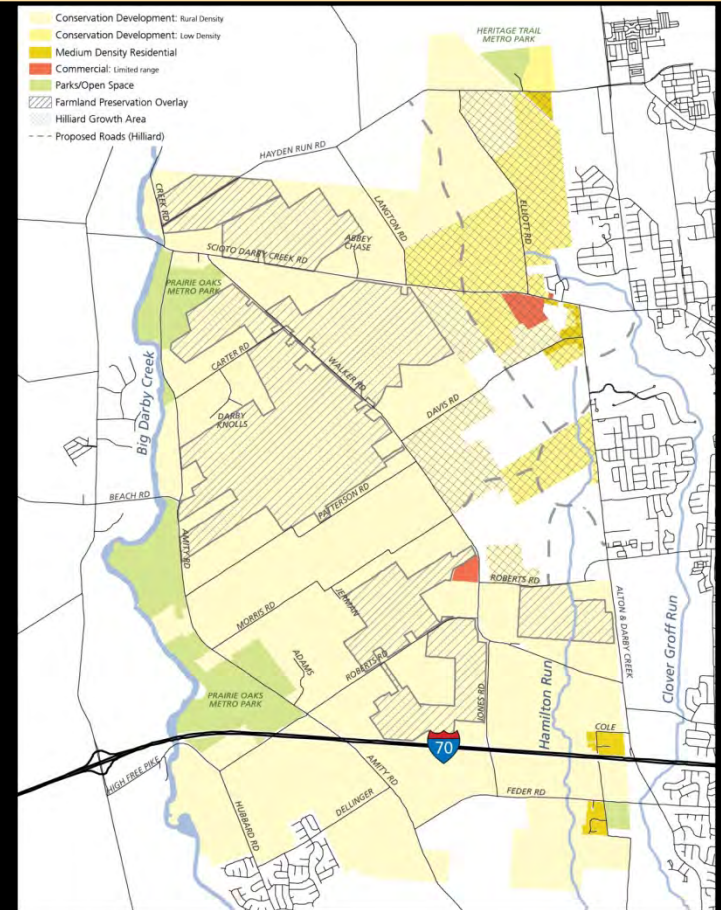 Conservation Development: Rural Density
Conservation Development: Low Density
Medium Density Residential
Commercial: Limited range
Parks/Open Space
Farmland Preservation Overlay
Hilliard Growth Area
Proposed Roads (Hilliard)
HERITAGE TRAIL
METRO PARK
HAYDEN RUN RD
CREEK RD
LANGTON RD
ELLIOTT RD
ABBEY
CHASE
SCIOTO DARBY CREEK RD
PRAIRIE OAKS
METRO PARK
CARTER RD
WALKER RD
Big Darby Creek
DARBY
KNOLLS
DAVIS RD
BEACH RD
PATTERSON RD
AMITY RD
ROBERTS RD
JERMAN
MORRIS RD
ALTON & DARBY CREEK
Clover Groff Run
ADAMS
ROBERTS RD
PRAIRIE OAKS
METRO PARK
JONES RD
Hamilton Run
COLE
70
HIGH FREE PIKE
AMITY RD
FEDER RD
DELLINGER
HUBBARD RD